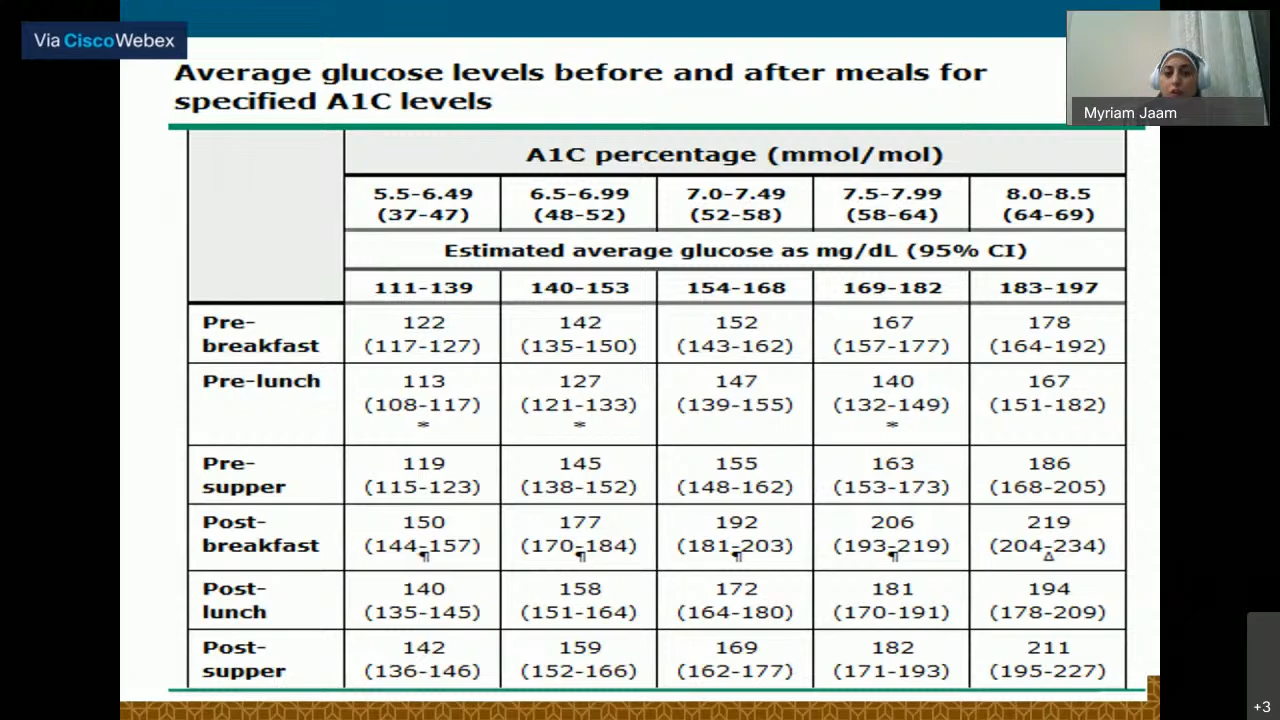 Via CiscoWebex
Myriam Jaam
Average glucose levels before and after meals for
specified A1C levels
A1C percentage (mmol/mol)
5.5-6.49 6.5-6.99 7.0-7.49 7.5-7.99 8.0-8.5
(37-47) (48-52) (52-58) (58-64) (64-69)
Estimated average glucose as mg/dL (95% CI)
111-139 140-153 154-168 169-182 183-197
Pre- 122 142 152 167 178
breakfast (117-127) (135-150) (143-162) (157-177) (164-192)
Pre-lunch 113 127 147 140 167
(108-117) (121-133) (139-155) (132-149) (151-182)
* * *
Pre- 119 145 155 163 186
supper (115-123) (138-152) (148-162) (153-173) (168-205)
Post- 150 177 192 206 219
breakfast (144-157) (170-184) (181-203) (193-219) (204-234)
¶ ¶ ¶ ¶ Δ
Post- 140 158 172 181 194
lunch (135-145) (151-164) (164-180) (170-191) (178-209)
Post- 142 159 169 182 211
supper (136-146) (152-166) (162-177) (171-193) (195-227)
+3